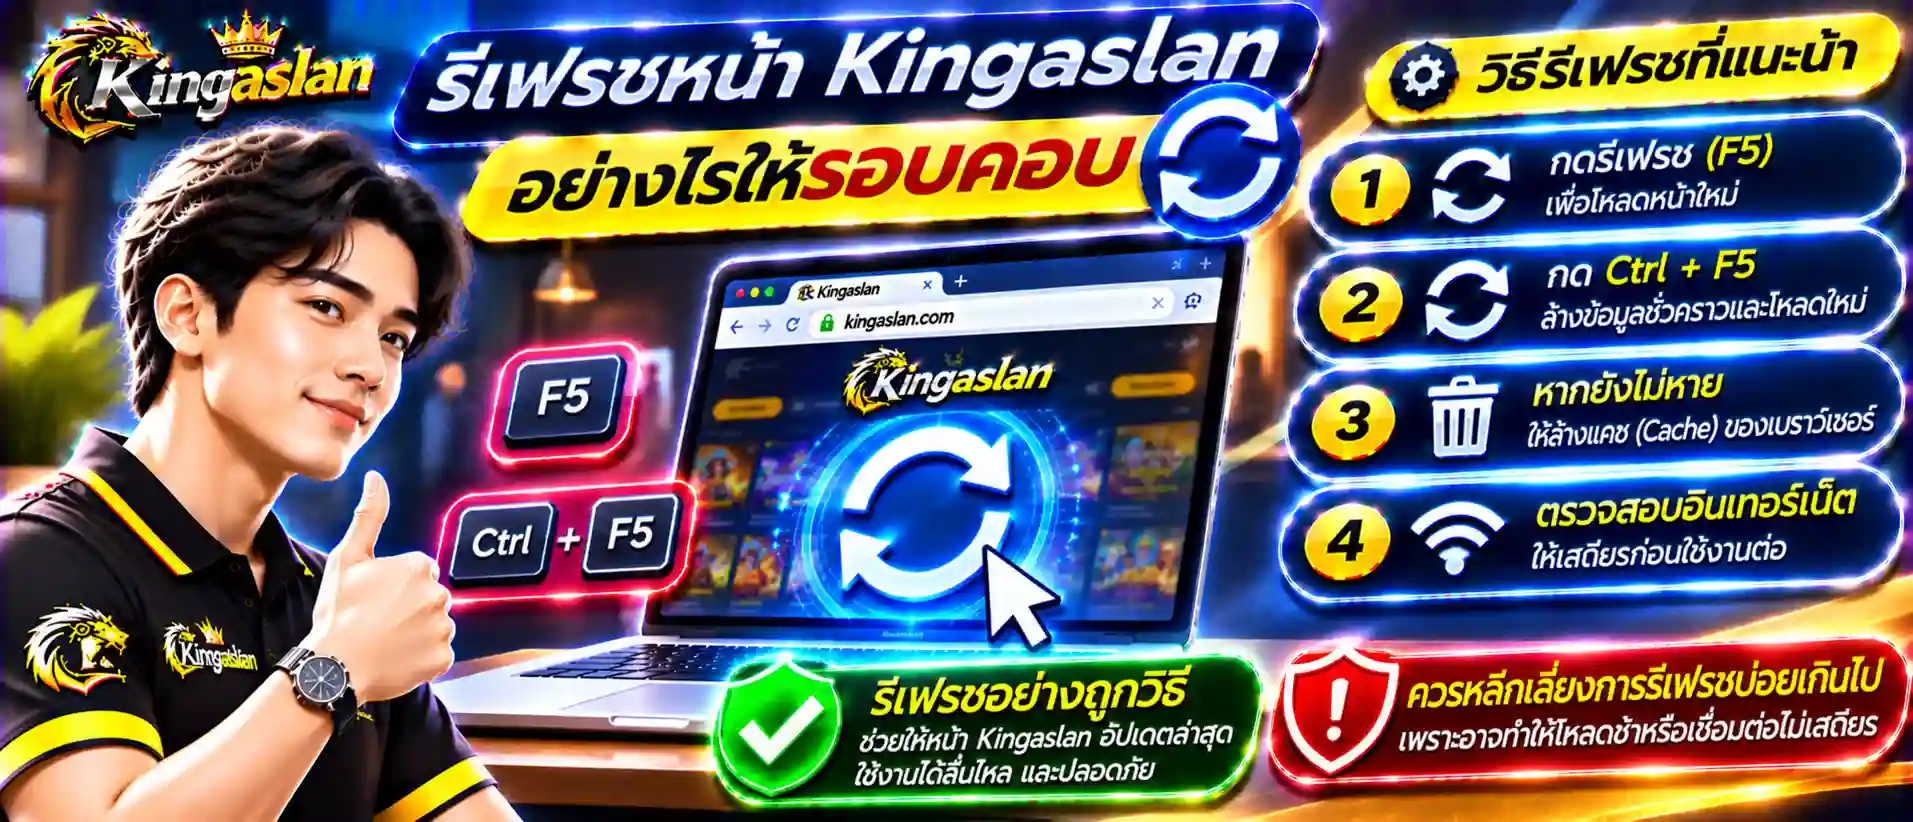 Kingaslan
รีเฟรชหน้า Kingaslan
อย่างไรให้รอบคอบ
วิธีรีเฟรชที่แนะนำ
1
กดรีเฟรช (F5)
เพื่อโหลดหน้าใหม่
2
กด Ctrl + F5
ล้างข้อมูลชั่วคราวและโหลดใหม่
3
หากยังไม่หาย
ให้ล้างแคช (Cache) ของเบราว์เซอร์
4
ตรวจสอบอินเทอร์เน็ต
ให้เสถียรก่อนใช้งานต่อ
Kingaslan
kingaslan.com
Kingaslan
F5
Ctrl + F5
Kingaslan
รีเฟรชอย่างถูกวิธี
ช่วยให้หน้า Kingaslan อัปเดตล่าสุด
ใช้งานได้ลื่นไหล และปลอดภัย
ควรหลีกเลี่ยงการรีเฟรชบ่อยเกินไป
เพราะอาจทำให้โหลดช้าหรือเชื่อมต่อไม่เสถียร